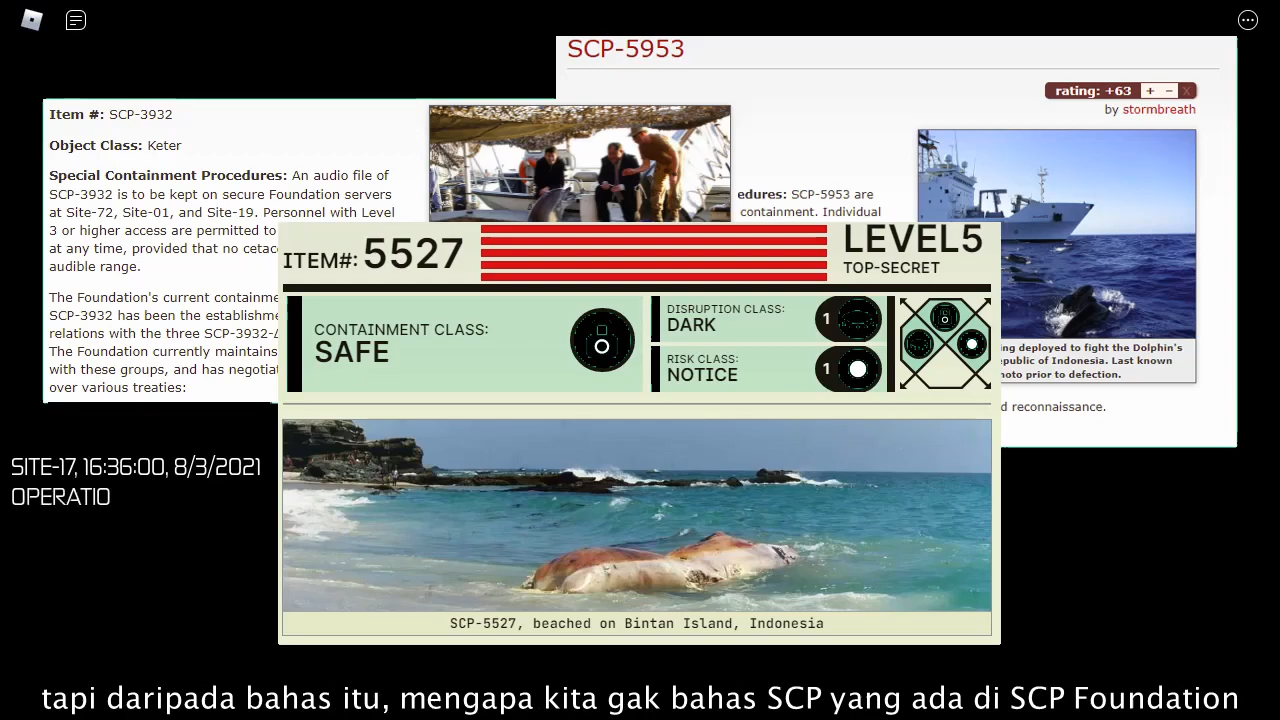 SCP-5953
rating: +63 + − X
by stormbreath
Item #: SCP-3932
Object Class: Keter
Special Containment Procedures: An audio file of
SCP-3932 is to be kept on secure Foundation servers
at Site-72, Site-01, and Site-19. Personnel with Level
3 or higher access are permitted to
at any time, provided that no cetac
audible range.
The Foundation's current containme
SCP-3932 has been the establishme
relations with the three SCP-3932-Δ
The Foundation currently maintains
with these groups, and has negotiat
over various treaties:
edures: SCP-5953 are
containment. Individual
ing deployed to fight the Dolphin's
epublic of Indonesia. Last known
hoto prior to defection.
d reconnaissance.
ITEM#: 5527
LEVEL5
TOP-SECRET
CONTAINMENT CLASS:
SAFE
DISRUPTION CLASS:
DARK
1
RISK CLASS:
NOTICE
1
SCP-5527, beached on Bintan Island, Indonesia
SITE-17, 16:36:00, 8/3/2021
OPERATIO
tapi daripada bahas itu, mengapa kita gak bahas SCP yang ada di SCP Foundation